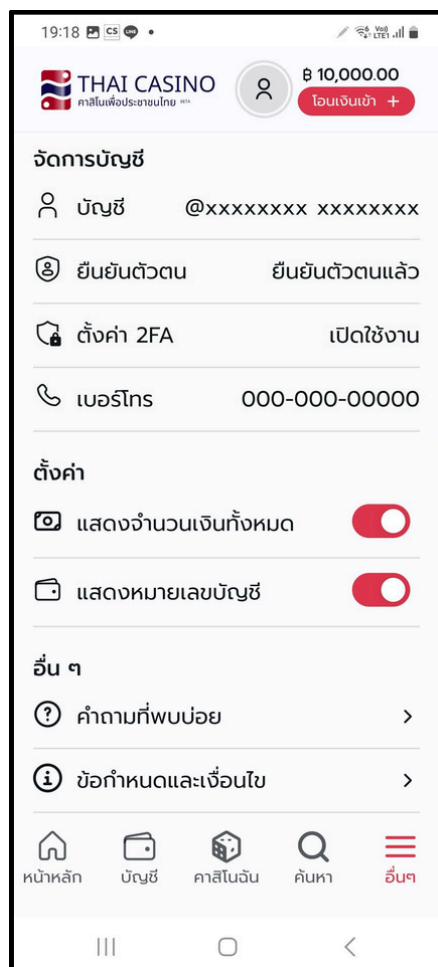 19:18 CS LINE •
Vo) LTE1
THAI CASINO
คาสิโนเพื่อประชาชนไทย BETA
฿ 10,000.00
โอนเงินเข้า +
จัดการบัญชี
บัญชี @xxxxxxxx xxxxxxxx
ยืนยันตัวตน ยืนยันตัวตนแล้ว
ตั้งค่า 2FA เปิดใช้งาน
เบอร์โทร 000-000-00000
ตั้งค่า
แสดงจำนวนเงินทั้งหมด
แสดงหมายเลขบัญชี
อื่น ๆ
คำถามที่พบบ่อย
ข้อกำหนดและเงื่อนไข
หน้าหลัก บัญชี คาสิโนฉัน ค้นหา อื่นๆ